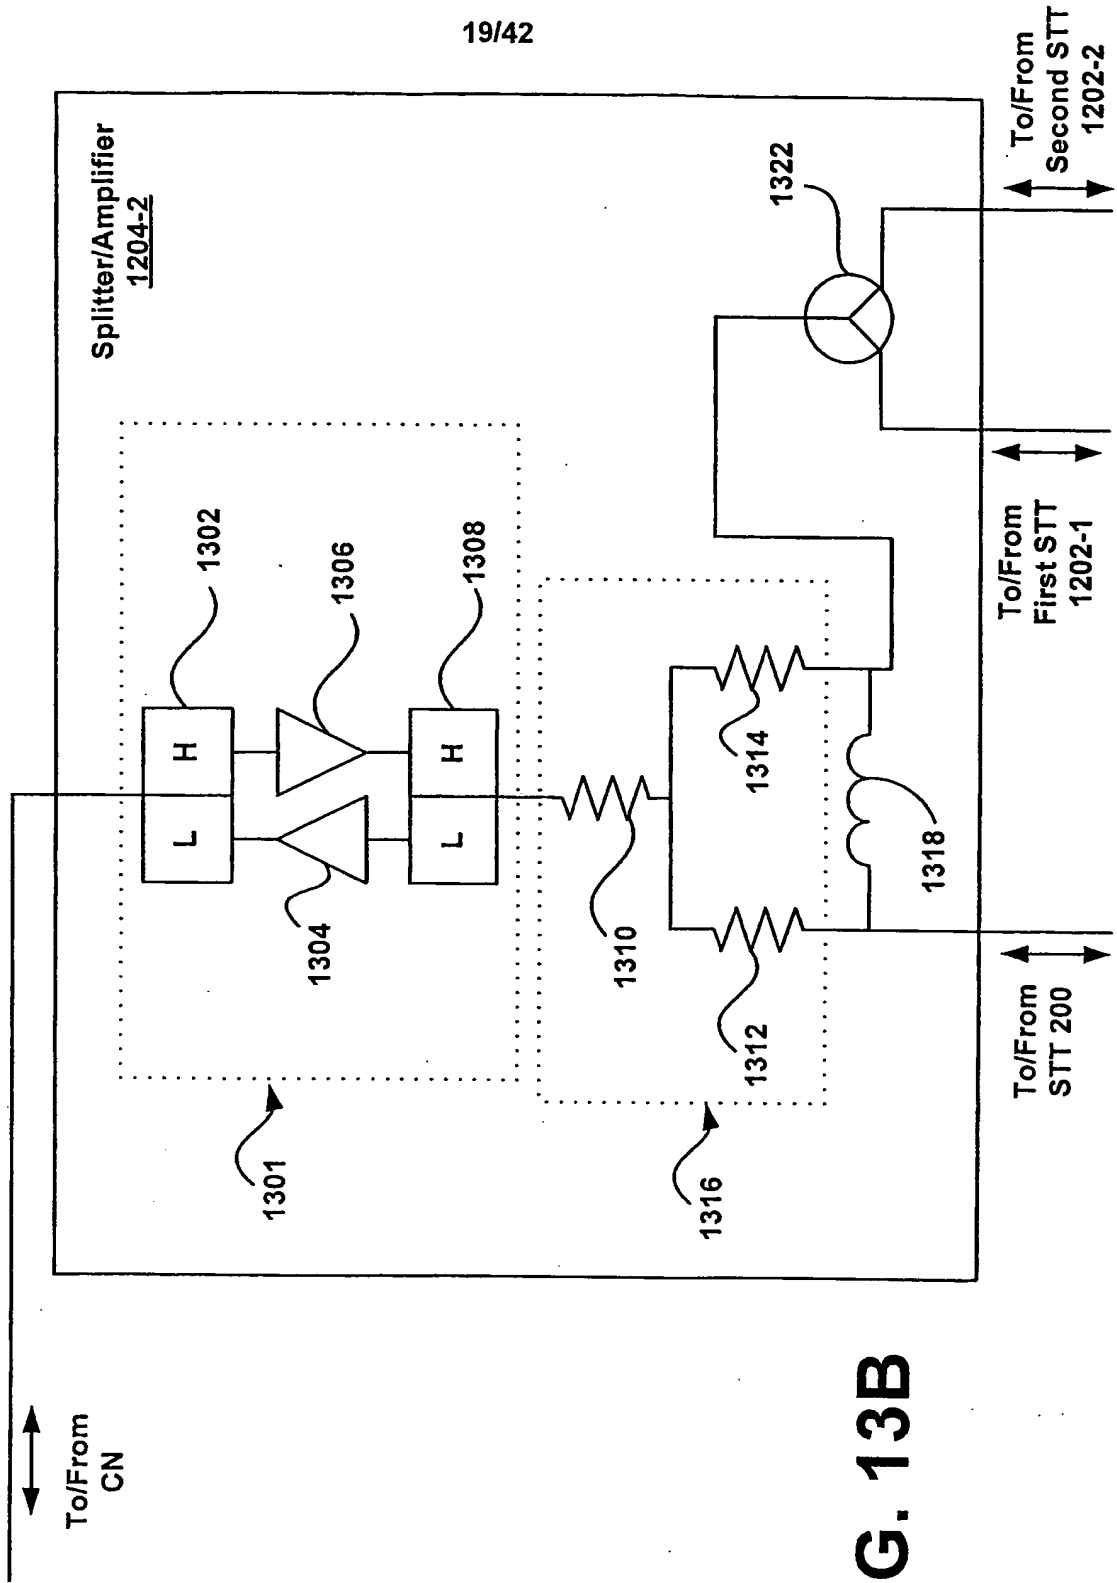 19/42
To/From
CN
Splitter/Amplifier
1204-2
1301
1302
L
H
1304
1306
L
H
1308
1310
1316
1312
1314
1318
1322
To/From
STT 200
To/From
First STT
1202-1
To/From
Second STT
1202-2
G. 13B